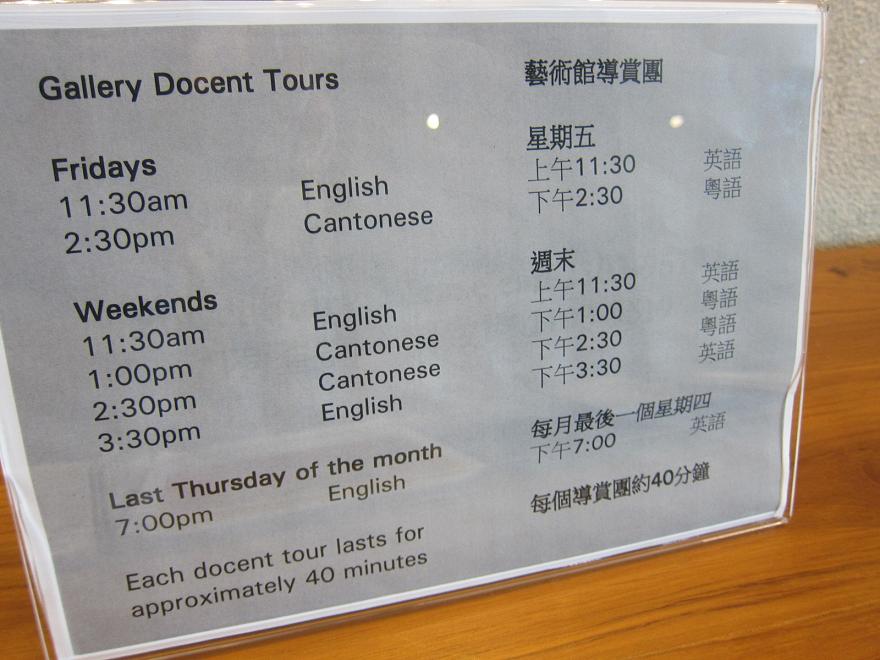 Gallery Docent Tours
Fridays
11:30am English
2:30pm Cantonese
Weekends
11:30am English
1:00pm Cantonese
2:30pm Cantonese
3:30pm English
Last Thursday of the month
7:00pm English
Each docent tour lasts for
approximately 40 minutes
藝術館導賞團
星期五
上午11:30 英語
下午2:30 粵語
週末
上午11:30 英語
下午1:00 粵語
下午2:30 粵語
下午3:30 英語
每月最後一個星期四
下午7:00 英語
每個導賞團約40分鐘